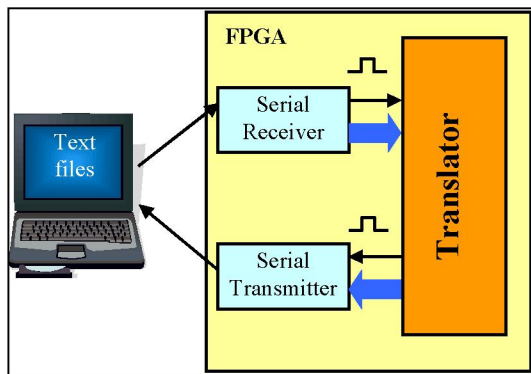 FPGA
Text
files
Serial
Receiver
Translator
Serial
Transmitter